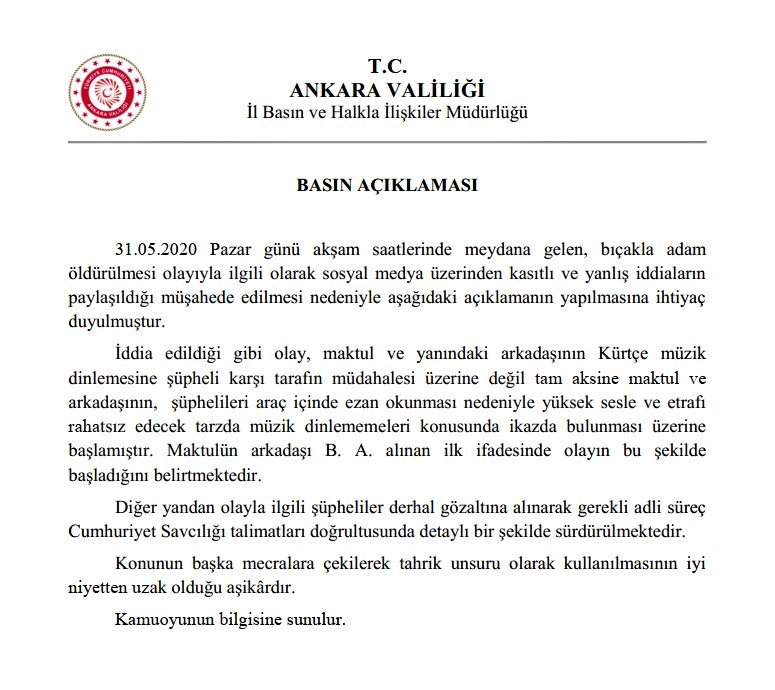 T.C.
ANKARA VALİLİĞİ
İl Basın ve Halkla İlişkiler Müdürlüğü
TÜRKİYE CUMHURİYETİ
ANKARA VALİLİĞİ
BASIN AÇIKLAMASI
31.05.2020 Pazar günü akşam saatlerinde meydana gelen, bıçakla adam
öldürülmesi olayıyla ilgili olarak sosyal medya üzerinden kasıtlı ve yanlış iddiaların
paylaşıldığı müşahede edilmesi nedeniyle aşağıdaki açıklamanın yapılmasına ihtiyaç
duyulmuştur.
İddia edildiği gibi olay, maktul ve yanındaki arkadaşının Kürtçe müzik
dinlemesine şüpheli karşı tarafın müdahalesi üzerine değil tam aksine maktul ve
arkadaşının, şüphelileri araç içinde ezan okunması nedeniyle yüksek sesle ve etrafı
rahatsız edecek tarzda müzik dinlememeleri konusunda ikazda bulunması üzerine
başlamıştır. Maktulün arkadaşı B. A. alınan ilk ifadesinde olayın bu şekilde
başladığını belirtmektedir.
Diğer yandan olayla ilgili şüpheliler derhal gözaltına alınarak gerekli adli süreç
Cumhuriyet Savcılığı talimatları doğrultusunda detaylı bir şekilde sürdürülmektedir.
Konunun başka mecralara çekilerek tahrik unsuru olarak kullanılmasının iyi
niyetten uzak olduğu aşikârdır.
Kamuoyunun bilgisine sunulur.